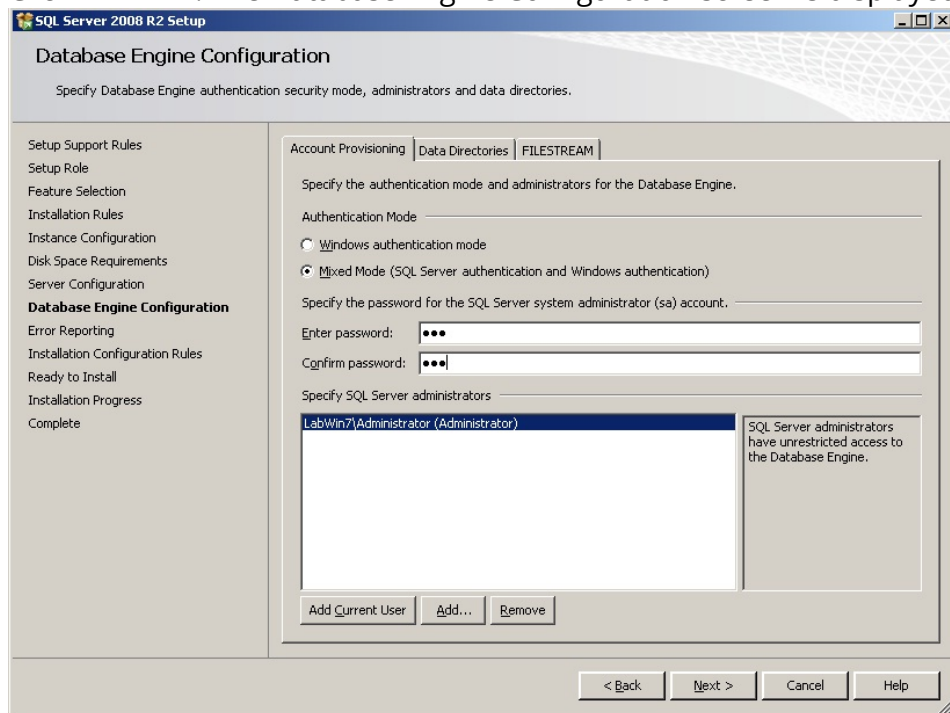 SQL Server 2008 R2 Setup
Database Engine Configuration
Specify Database Engine authentication security mode, administrators and data directories.
Setup Support Rules
Setup Role
Feature Selection
Installation Rules
Instance Configuration
Disk Space Requirements
Server Configuration
Database Engine Configuration
Error Reporting
Installation Configuration Rules
Ready to Install
Installation Progress
Complete
Account Provisioning Data Directories FILESTREAM
Specify the authentication mode and administrators for the Database Engine.
Authentication Mode
Windows authentication mode
Mixed Mode (SQL Server authentication and Windows authentication)
Specify the password for the SQL Server system administrator (sa) account.
Enter password: •••
Confirm password: •••
Specify SQL Server administrators
LabWin7\Administrator (Administrator)
SQL Server administrators
have unrestricted access to
the Database Engine.
Add Current User Add... Remove
< Back Next > Cancel Help